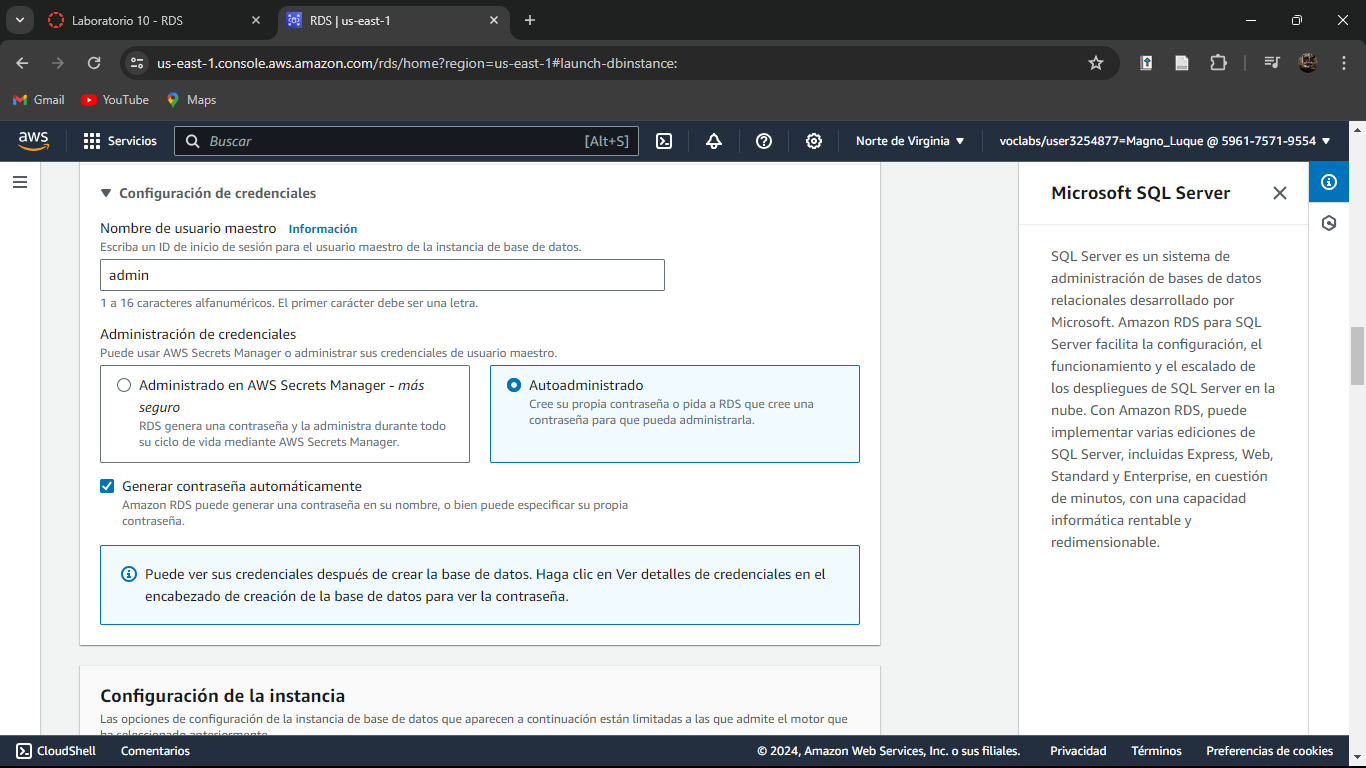 Laboratorio 10 - RDS
RDS | us-east-1
us-east-1.console.aws.amazon.com/rds/home?region=us-east-1#launch-dbinstance:
Gmail
YouTube
Maps
aws
Servicios
Buscar
[Alt+S]
Norte de Virginia
voclabs/user3254877=Magno_Luque @ 5961-7571-9554
Configuración de credenciales
Nombre de usuario maestro Información
Escriba un ID de inicio de sesión para el usuario maestro de la instancia de base de datos.
admin
1 a 16 caracteres alfanuméricos. El primer carácter debe ser una letra.
Administración de credenciales
Puede usar AWS Secrets Manager o administrar sus credenciales de usuario maestro.
Administrado en AWS Secrets Manager - más
seguro
RDS genera una contraseña y la administra durante todo
su ciclo de vida mediante AWS Secrets Manager.
Autoadministrado
Cree su propia contraseña o pida a RDS que cree una
contraseña para que pueda administrarla.
Generar contraseña automáticamente
Amazon RDS puede generar una contraseña en su nombre, o bien puede especificar su propia
contraseña.
Puede ver sus credenciales después de crear la base de datos. Haga clic en Ver detalles de credenciales en el
encabezado de creación de la base de datos para ver la contraseña.
Configuración de la instancia
Las opciones de configuración de la instancia de base de datos que aparecen a continuación están limitadas a las que admite el motor que
ha seleccionado anteriormente.
Microsoft SQL Server
SQL Server es un sistema de
administración de bases de datos
relacionales desarrollado por
Microsoft. Amazon RDS para SQL
Server facilita la configuración, el
funcionamiento y el escalado de
los despliegues de SQL Server en la
nube. Con Amazon RDS, puede
implementar varias ediciones de
SQL Server, incluidas Express, Web,
Standard y Enterprise, en cuestión
de minutos, con una capacidad
informática rentable y
redimensionable.
CloudShell
Comentarios
© 2024, Amazon Web Services, Inc. o sus filiales.
Privacidad
Términos
Preferencias de cookies